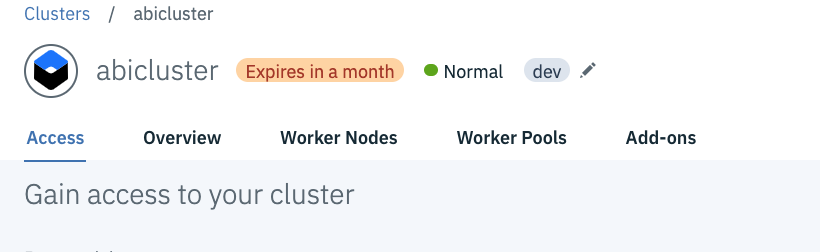 Clusters / abicluster
abicluster Expires in a month Normal dev
Access Overview Worker Nodes Worker Pools Add-ons
Gain access to your cluster